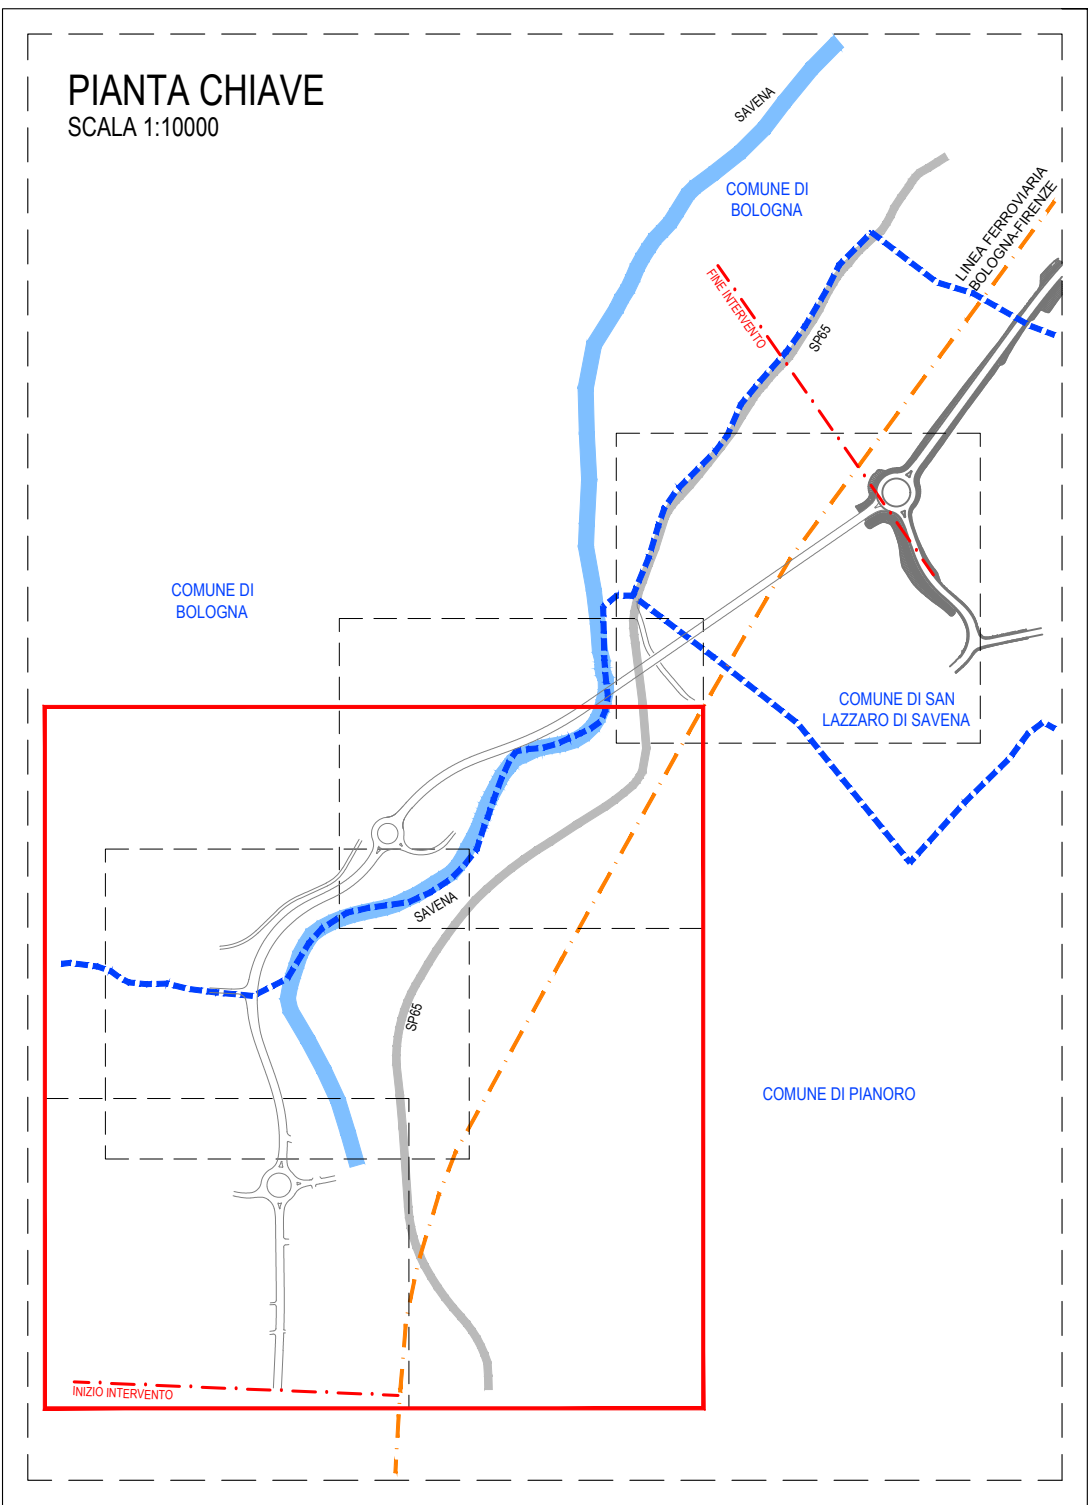 PIANTA CHIAVE
SCALA 1:10000
SAVENA
COMUNE DI
BOLOGNA
LINEA FERROVIARIA
BOLOGNA-FIRENZE
FINE INTERVENTO
SP65
COMUNE DI
BOLOGNA
COMUNE DI SAN
LAZZARO DI SAVENA
SAVENA
SP65
COMUNE DI PIANORO
INIZIO INTERVENTO